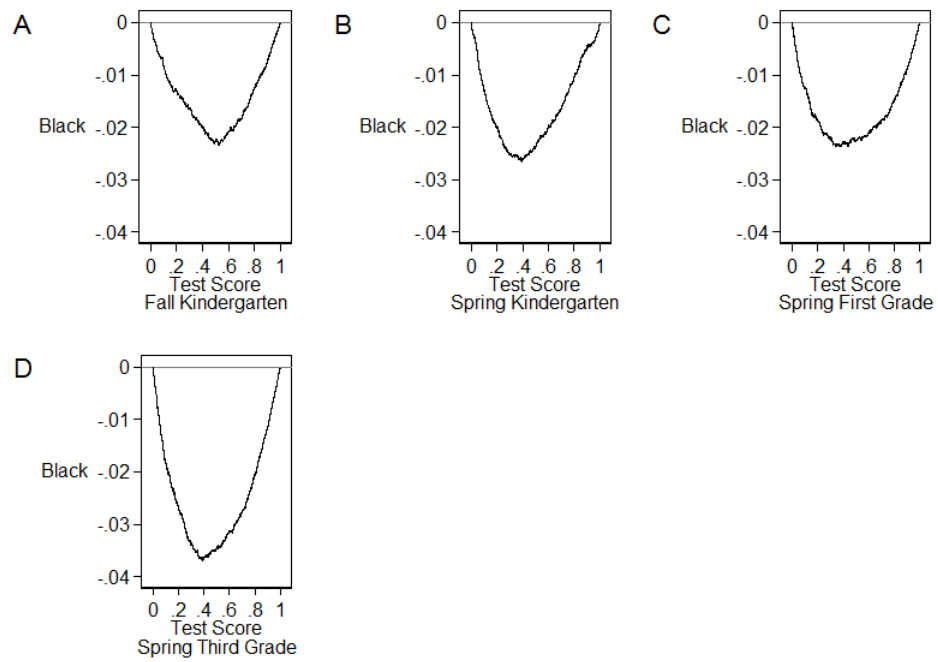 A
0
-.01
Black -.02
-.03
-.04
0 .2 .4 .6 .8 1
Test Score
Fall Kindergarten
B
0
-.01
Black -.02
-.03
-.04
0 .2 .4 .6 .8 1
Test Score
Spring Kindergarten
C
0
-.01
Black -.02
-.03
-.04
0 .2 .4 .6 .8 1
Test Score
Spring First Grade
D
0
-.01
Black -.02
-.03
-.04
0 .2 .4 .6 .8 1
Test Score
Spring Third Grade